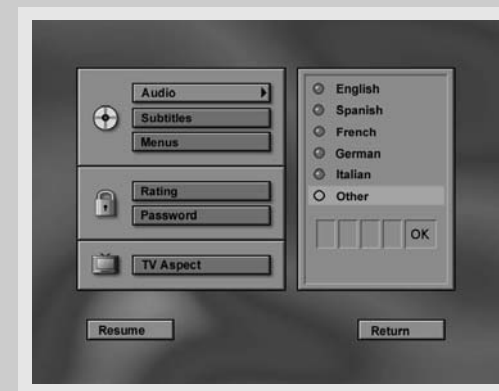 Audio
Subtitles
Menus
Rating
Password
TV Aspect
English
Spanish
French
German
Italian
Other
OK
Resume
Return